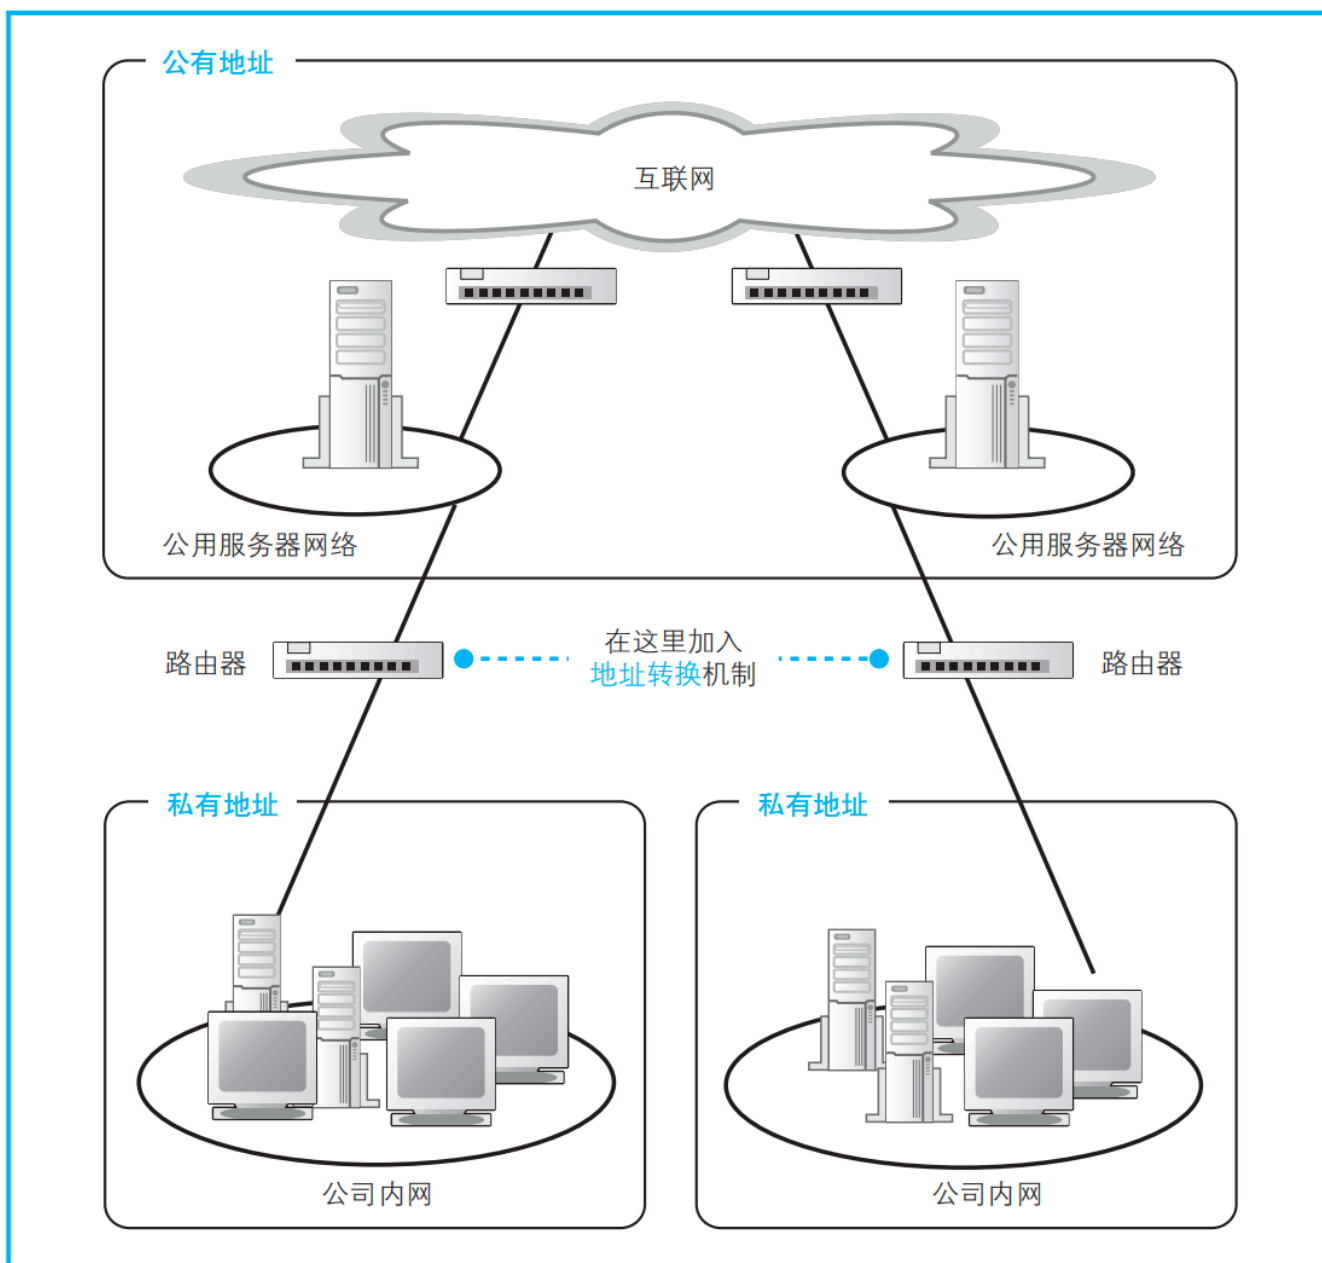 公有地址
互联网
公用服务器网络
公用服务器网络
路由器
在这里加入
地址转换机制
路由器
私有地址
私有地址
公司内网
公司内网